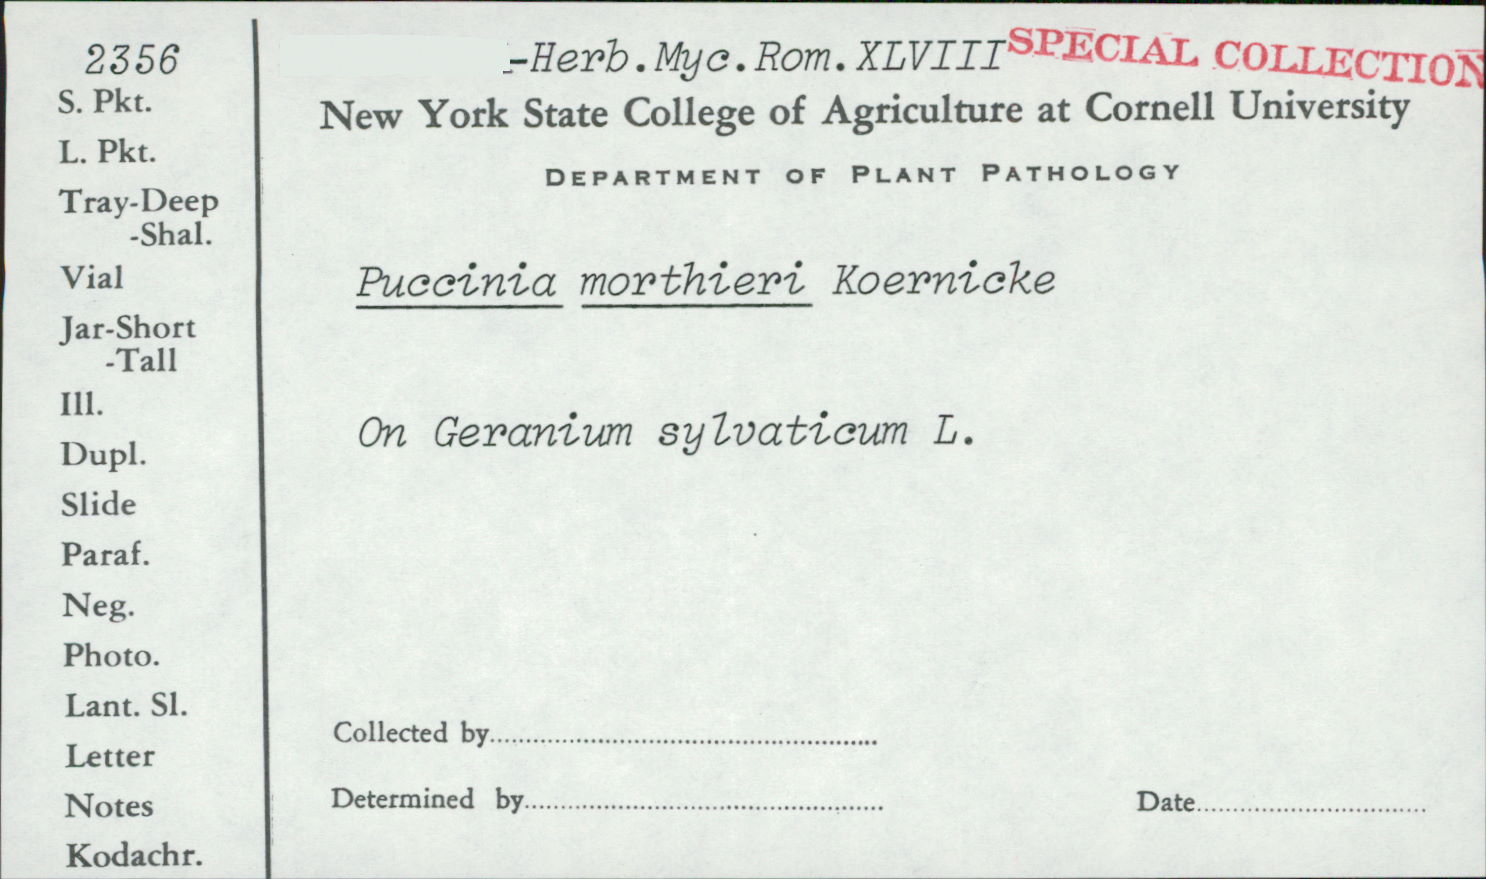 2356
S. Pkt.
L. Pkt.
Tray-Deep
-Shal.
Vial
Jar-Short
-Tall
Ill.
Dupl.
Slide
Paraf.
Neg.
Photo.
Lant. Sl.
Letter
Notes
Kodachr.
-Herb.Myc.Rom. XLVIII SPECIAL COLLECTION
New York State College of Agriculture at Cornell University
DEPARTMENT OF PLANT PATHOLOGY
Puccinia morthieri Koernicke
On Geranium sylvaticum L.
Collected by
Determined by
Date